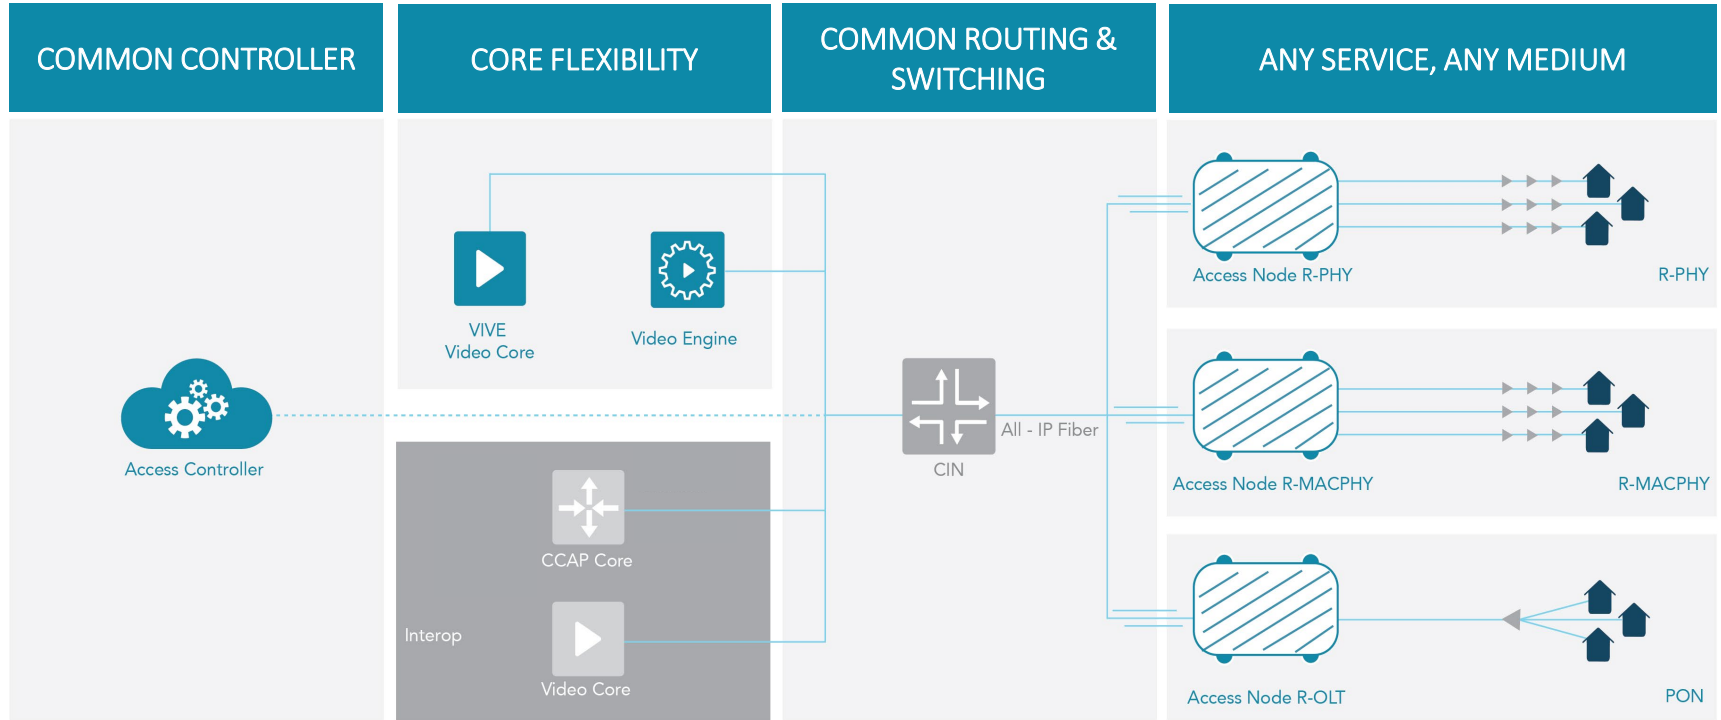 COMMON CONTROLLER
CORE FLEXIBILITY
COMMON ROUTING &
SWITCHING
ANY SERVICE, ANY MEDIUM
Access Controller
VIVE
Video Core
Video Engine
Interop
CCAP Core
Video Core
CIN
All - IP Fiber
Access Node R-PHY
R-PHY
Access Node R-MACPHY
R-MACPHY
Access Node R-OLT
PON